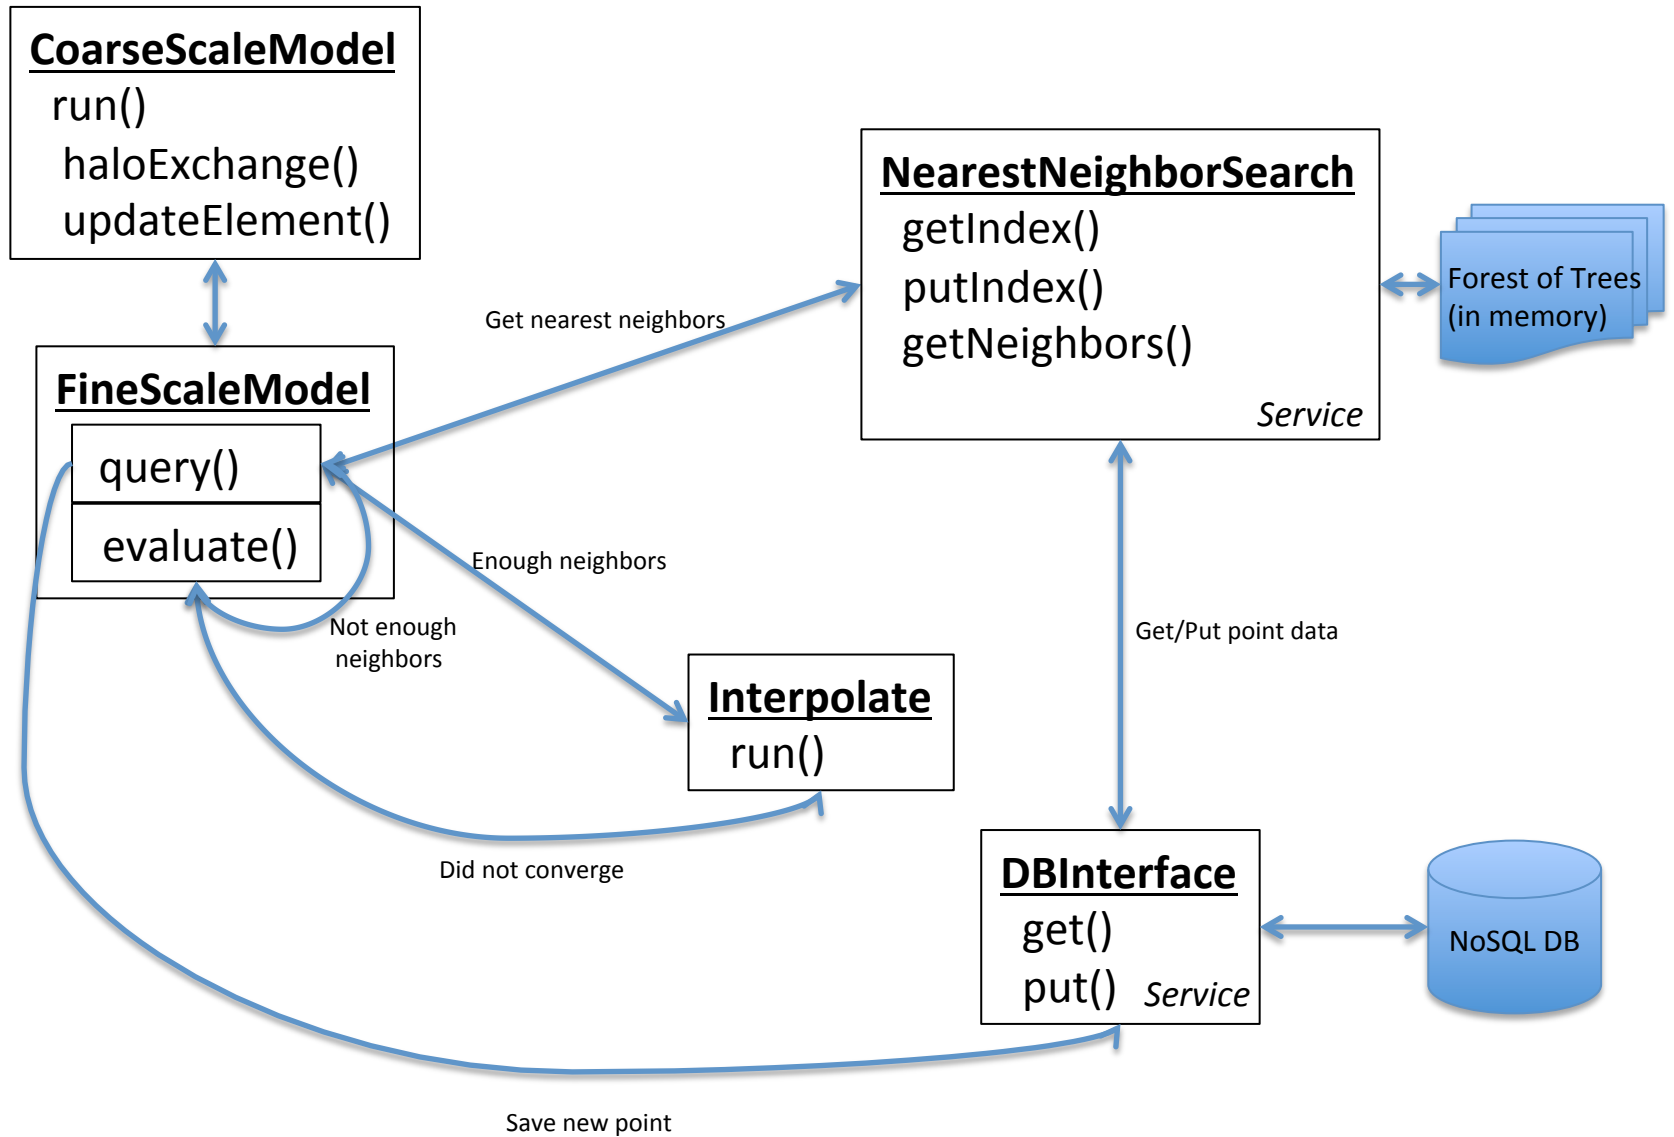 CoarseScaleModel
run()
haloExchange()
updateElement()
NearestNeighborSearch
getIndex()
putIndex()
getNeighbors()
Service
Forest of Trees
(in memory)
Get nearest neighbors
FineScaleModel
query()
evaluate()
Enough neighbors
Not enough
neighbors
Get/Put point data
Interpolate
run()
Did not converge
DBInterface
get()
put()
Service
NoSQL DB
Save new point